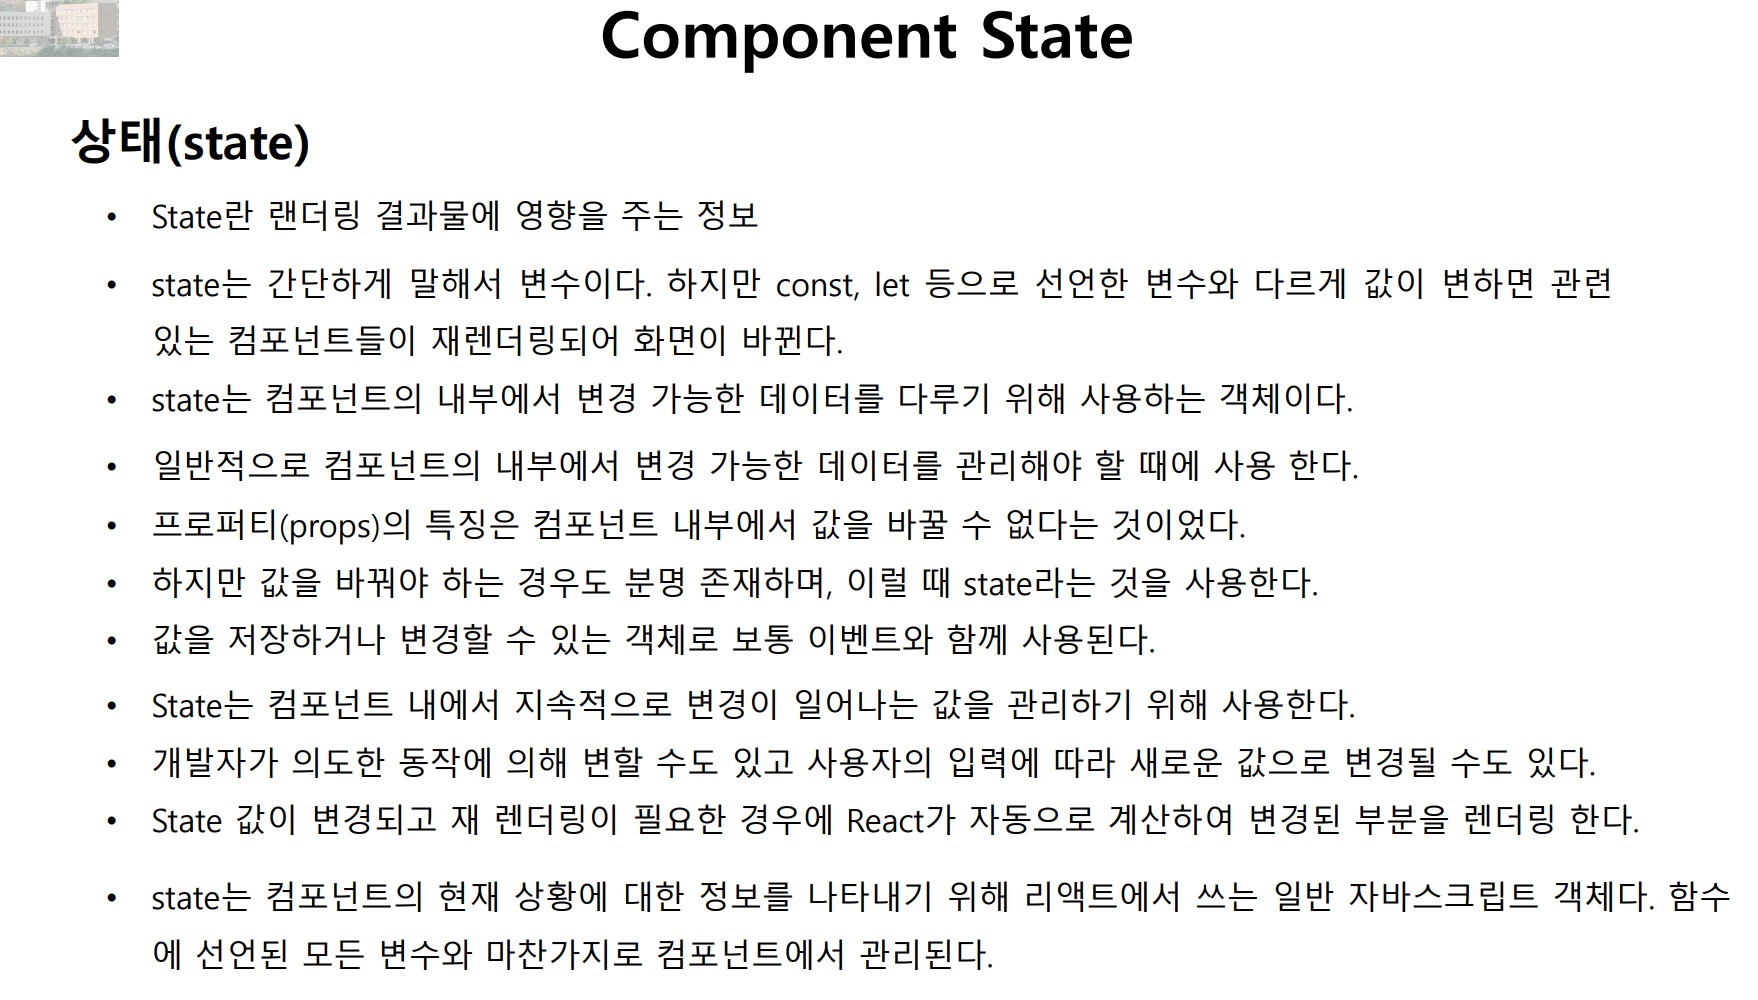 Component State
상태(state)
• State란 랜더링 결과물에 영향을 주는 정보
• state는 간단하게 말해서 변수이다. 하지만 const, let 등으로 선언한 변수와 다르게 값이 변하면 관련
있는 컴포넌트들이 재렌더링되어 화면이 바뀐다.
• state는 컴포넌트의 내부에서 변경 가능한 데이터를 다루기 위해 사용하는 객체이다.
• 일반적으로 컴포넌트의 내부에서 변경 가능한 데이터를 관리해야 할 때에 사용 한다.
• 프로퍼티(props)의 특징은 컴포넌트 내부에서 값을 바꿀 수 없다는 것이었다.
• 하지만 값을 바꿔야 하는 경우도 분명 존재하며, 이럴 때 state라는 것을 사용한다.
• 값을 저장하거나 변경할 수 있는 객체로 보통 이벤트와 함께 사용된다.
• State는 컴포넌트 내에서 지속적으로 변경이 일어나는 값을 관리하기 위해 사용한다.
• 개발자가 의도한 동작에 의해 변할 수도 있고 사용자의 입력에 따라 새로운 값으로 변경될 수도 있다.
• State 값이 변경되고 재 렌더링이 필요한 경우에 React가 자동으로 계산하여 변경된 부분을 렌더링 한다.
• state는 컴포넌트의 현재 상황에 대한 정보를 나타내기 위해 리액트에서 쓰는 일반 자바스크립트 객체다. 함수
에 선언된 모든 변수와 마찬가지로 컴포넌트에서 관리된다.